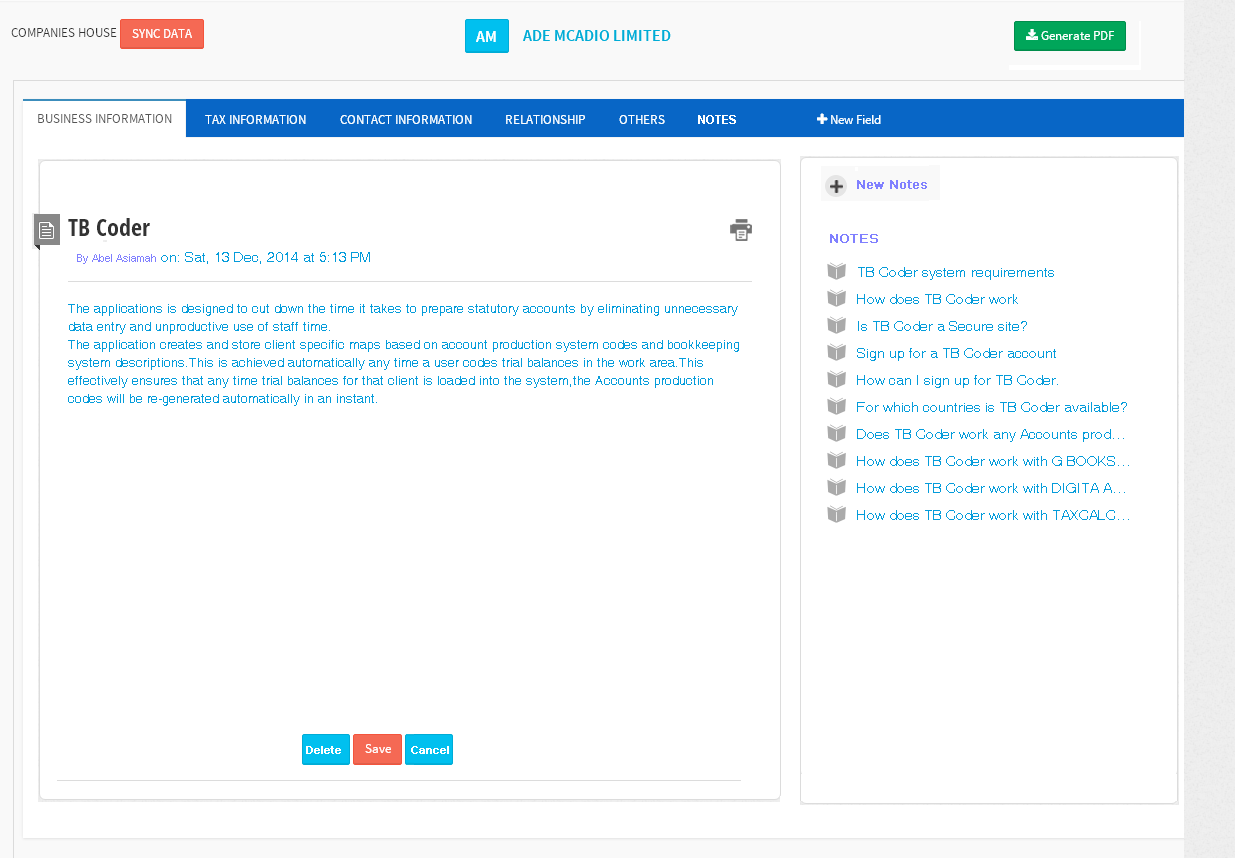 COMPANIES HOUSE SYNC DATA
AM ADE MCADIO LIMITED
Generate PDF
BUSINESS INFORMATION TAX INFORMATION CONTACT INFORMATION RELATIONSHIP OTHERS NOTES New Field
TB Coder
By Abel Asiamah on: Sat, 13 Dec, 2014 at 5:13 PM
The applications is designed to cut down the time it takes to prepare statutory accounts by eliminating unnecessary
data entry and unproductive use of staff time.
The application creates and store client specific maps based on account production system codes and bookkeeping
system descriptions.This is achieved automatically any time a user codes trial balances in the work area.This
effectively ensures that any time trial balances for that client is loaded into the system,the Accounts production
codes will be re-generated automatically in an instant.
Delete Save Cancel
New Notes
NOTES
TB Coder system requirements
How does TB Coder work
Is TB Coder a Secure site?
Sign up for a TB Coder account
How can I sign up for TB Coder.
For which countries is TB Coder available?
Does TB Coder work any Accounts prod...
How does TB Coder work with G BOOKS...
How does TB Coder work with DIGITA A...
How does TB Coder work with TAXCALC...